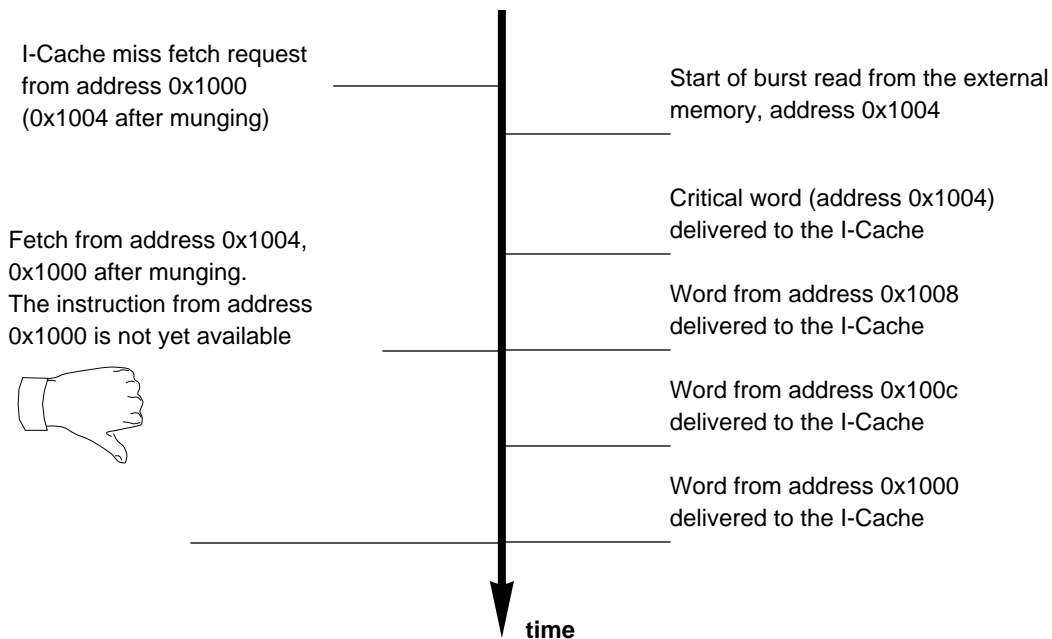 I-Cache miss fetch request
from address 0x1000
(0x1004 after munging)
Start of burst read from the external
memory, address 0x1004
Critical word (address 0x1004)
delivered to the I-Cache
Fetch from address 0x1004,
0x1000 after munging.
The instruction from address
0x1000 is not yet available
Word from address 0x1008
delivered to the I-Cache
Word from address 0x100c
delivered to the I-Cache
Word from address 0x1000
delivered to the I-Cache
time